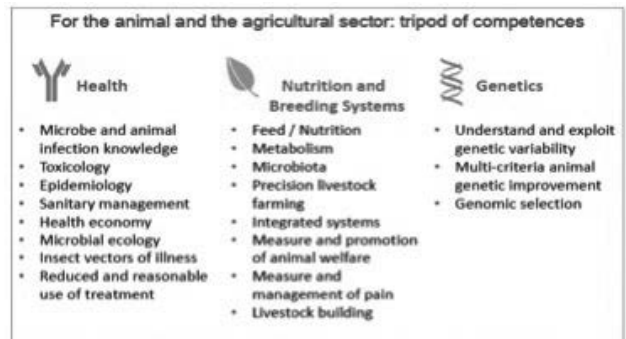 For the animal and the agricultural sector: tripod of competences
Health
• Microbe and animal
infection knowledge
• Toxicology
• Epidemiology
• Sanitary management
• Health economy
• Microbial ecology
• Insect vectors of illness
• Reduced and reasonable
use of treatment
Nutrition and
Breeding Systems
• Feed / Nutrition
• Metabolism
• Microbiota
• Precision livestock
farming
• Integrated systems
• Measure and promotion
of animal welfare
• Measure and
management of pain
• Livestock building
Genetics
• Understand and exploit
genetic variability
• Multi-criteria animal
genetic improvement
• Genomic selection